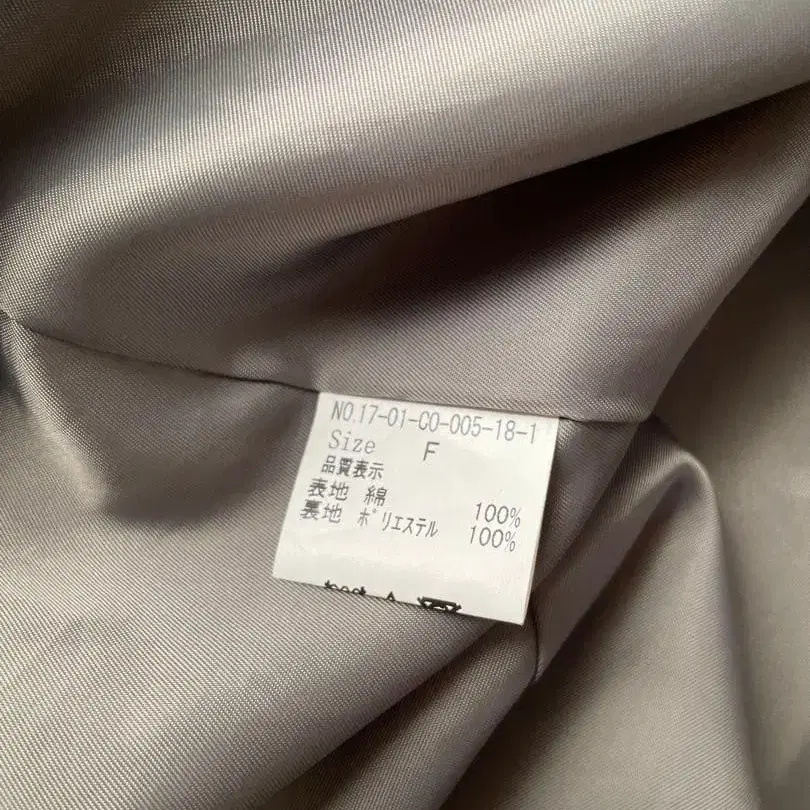 NO.17-01-CO-005-18-1
Size F
品質表示
表地 綿 100%
裏地 ポリエステル 100%